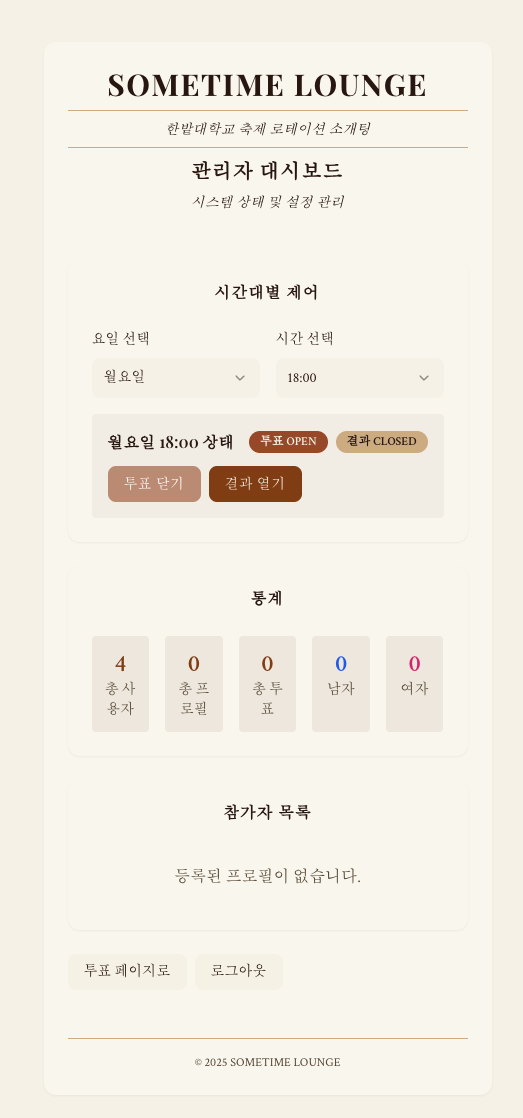 SOMETIME LOUNGE
한밭대학교 축제 로테이션 소개팅
관리자 대시보드
시스템 상태 및 설정 관리
시간대별 제어
요일 선택
시간 선택
월요일
18:00
월요일 18:00 상태
투표 OPEN
결과 CLOSED
투표 닫기
결과 열기
통계
4
총 사
용자
0
총 프
로필
0
총 투
표
0
남자
0
여자
참가자 목록
등록된 프로필이 없습니다.
투표 페이지로
로그아웃
© 2025 SOMETIME LOUNGE